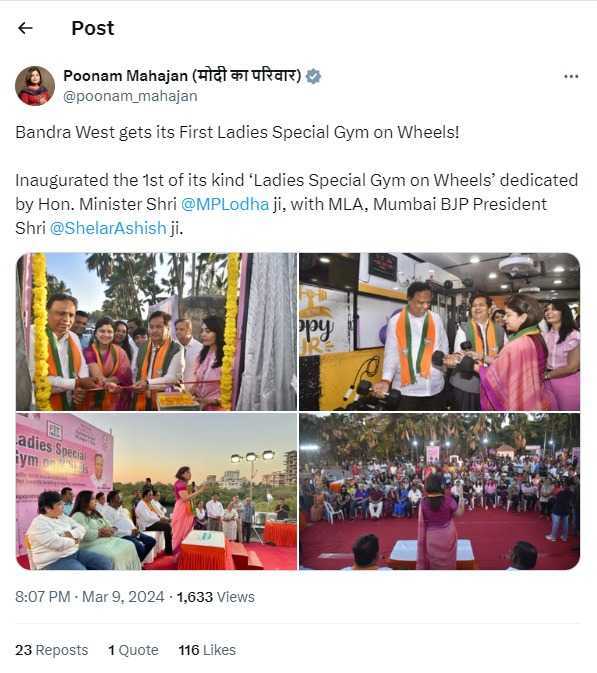 Post
Poonam Mahajan (मोदी का परिवार)
@poonam_mahajan
Bandra West gets its First Ladies Special Gym on Wheels!
Inaugurated the 1st of its kind ‘Ladies Special Gym on Wheels’ dedicated
by Hon. Minister Shri @MPLodha ji, with MLA, Mumbai BJP President
Shri @ShelarAshish ji.
Ladies Special
8:07 PM · Mar 9, 2024 · 1,633 Views
23 Reposts 1 Quote 116 Likes